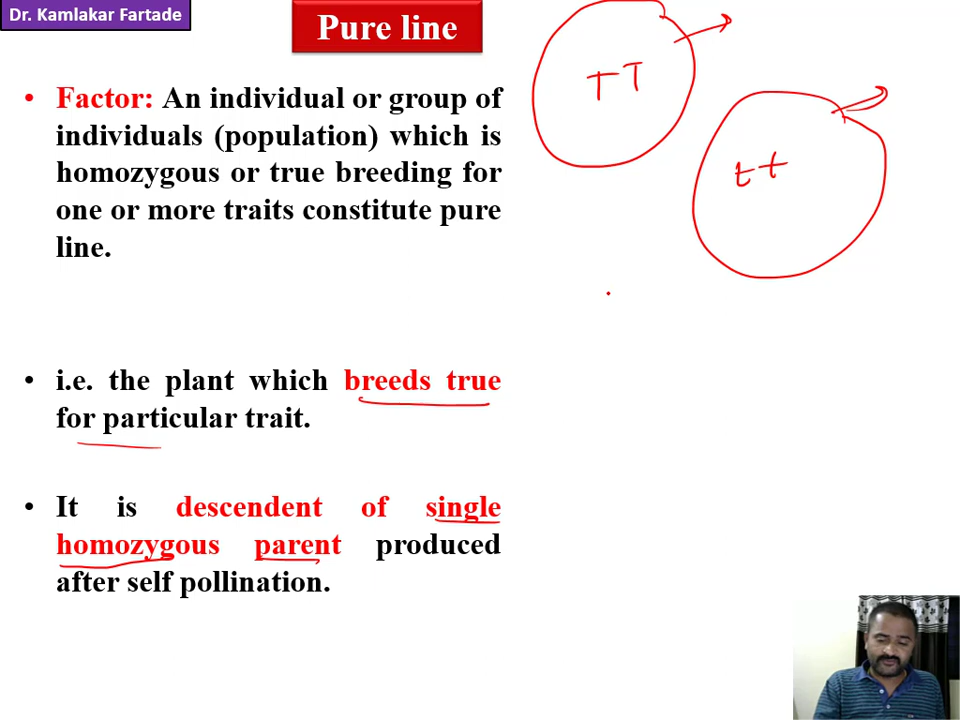 Dr. Kamlakar Fartade
Pure line
• Factor: An individual or group of
individuals (population) which is
homozygous or true breeding for
one or more traits constitute pure
line.
• i.e. the plant which breeds true
for particular trait.
• It is descendent of single
homozygous parent produced
after self pollination.
TT
tt